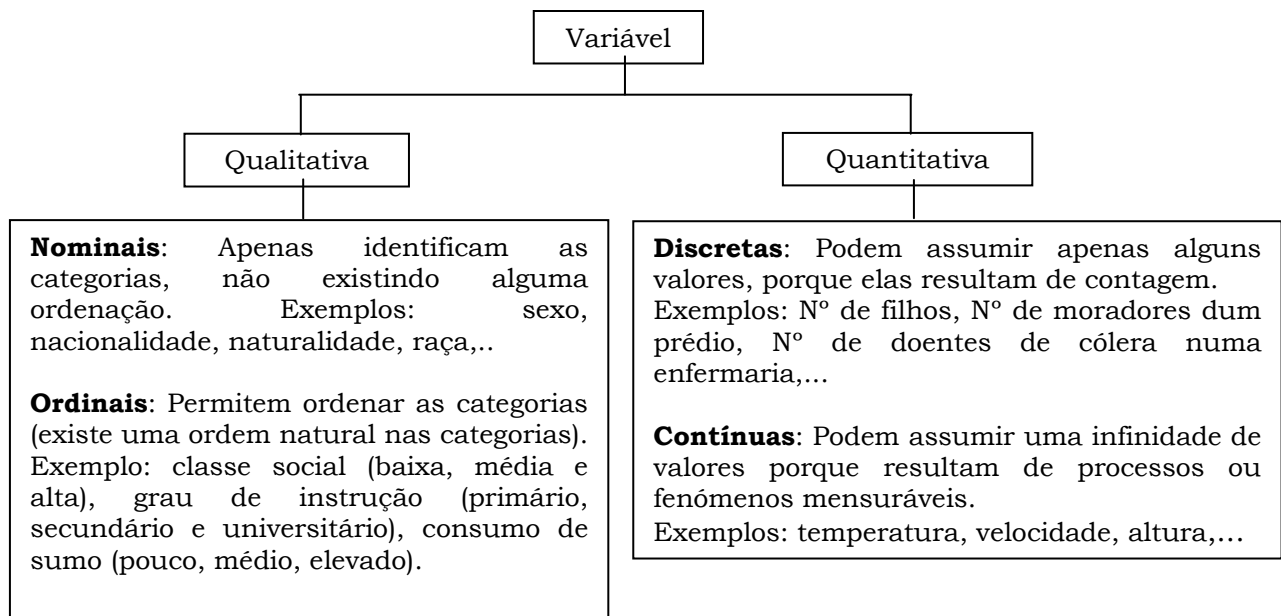 Variável
Qualitativa
Quantitativa
Nominais: Apenas identificam as
categorias, não existindo alguma
ordenação. Exemplos: sexo,
nacionalidade, naturalidade, raça,..
Ordinais: Permitem ordenar as categorias
(existe uma ordem natural nas categorias).
Exemplo: classe social (baixa, média e
alta), grau de instrução (primário,
secundário e universitário), consumo de
sumo (pouco, médio, elevado).
Discretas: Podem assumir apenas alguns
valores, porque elas resultam de contagem.
Exemplos: Nº de filhos, Nº de moradores dum
prédio, Nº de doentes de cólera numa
enfermaria,...
Contínuas: Podem assumir uma infinidade de
valores porque resultam de processos ou
fenómenos mensuráveis.
Exemplos: temperatura, velocidade, altura,...